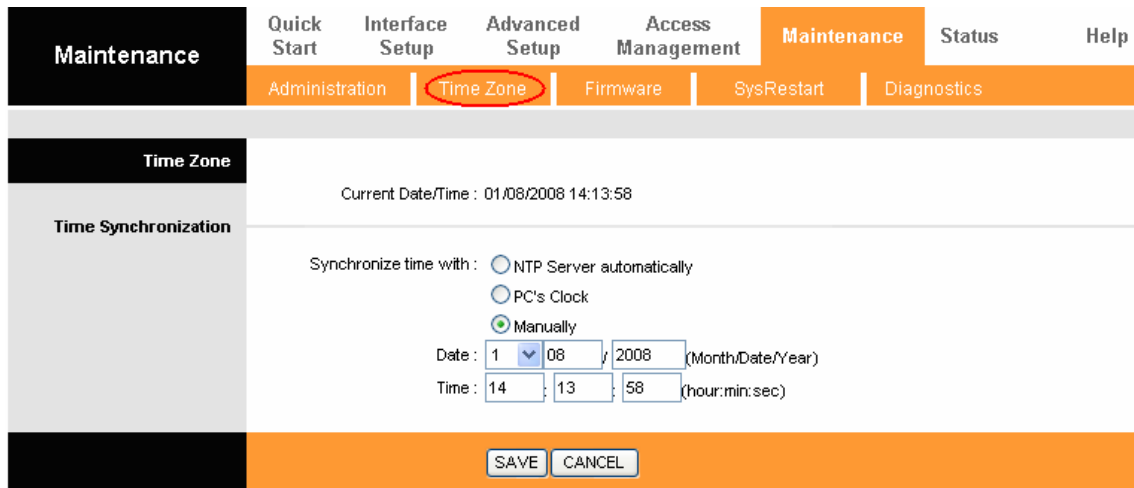 Maintenance
Quick Start
Interface Setup
Advanced Setup
Access Management
Maintenance
Status
Help
Administration
Time Zone
Firmware
SysRestart
Diagnostics
Time Zone
Current Date/Time : 01/08/2008 14:13:58
Time Synchronization
Synchronize time with : NTP Server automatically
PC's Clock
Manually
Date : 1 08 / 2008 (Month/Date/Year)
Time : 14 : 13 : 58 (hour:min:sec)
SAVE CANCEL